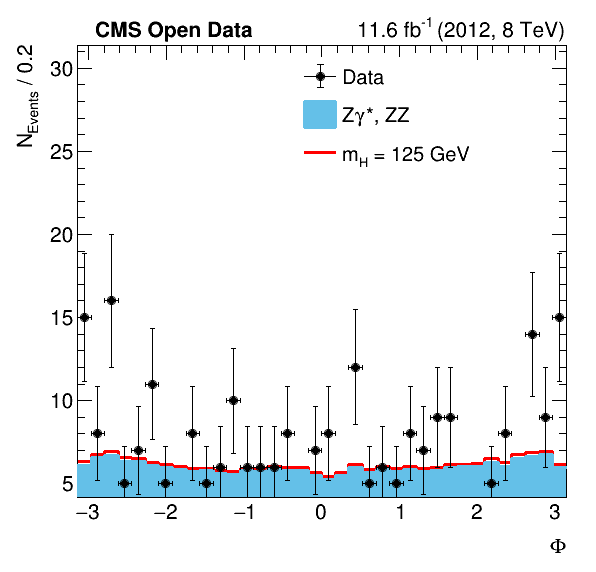 CMS Open Data 11.6 fb⁻¹ (2012, 8 TeV)
N_Events / 0.2
Data
Zγ*, ZZ
m_H = 125 GeV
30
25
20
15
10
5
−3 −2 −1 0 1 2 3
Φ